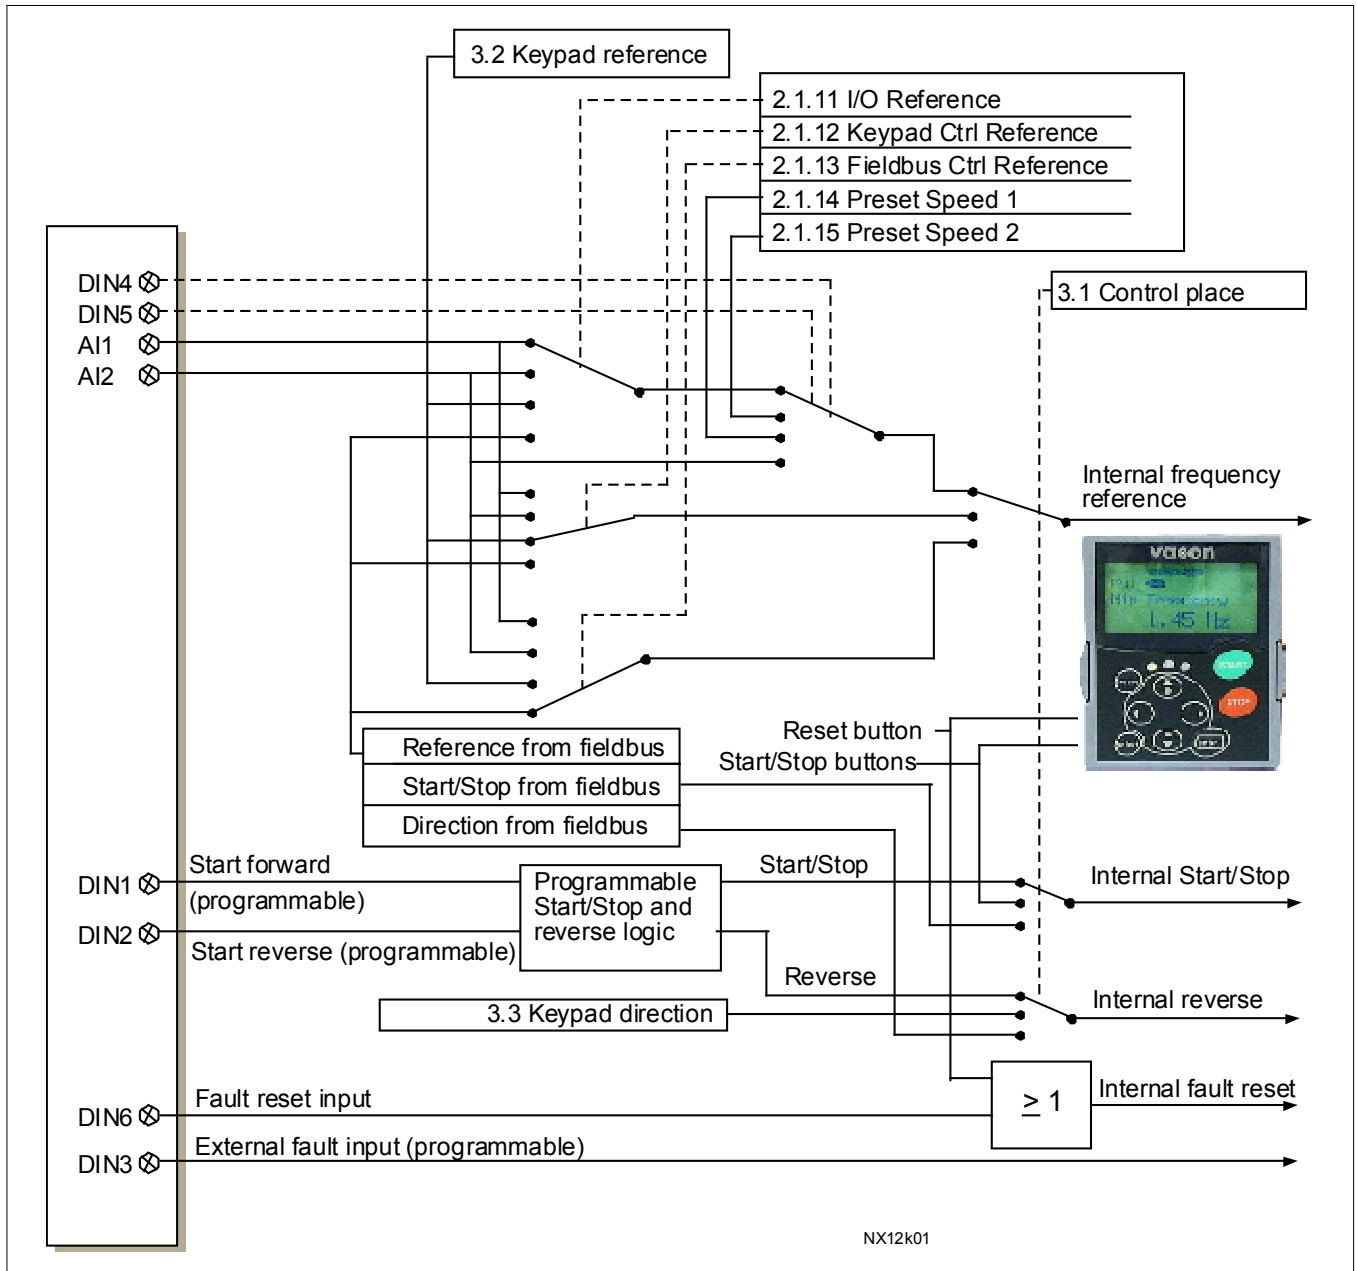 3.2 Keypad reference
2.1.11 I/O Reference
2.1.12 Keypad Ctrl Reference
2.1.13 Fieldbus Ctrl Reference
2.1.14 Preset Speed 1
2.1.15 Preset Speed 2
DIN4
DIN5
AI1
AI2
3.1 Control place
Internal frequency
reference
1.45 Hz
START
STOP
Reset button
Start/Stop buttons
Reference from fieldbus
Start/Stop from fieldbus
Direction from fieldbus
DIN1
Start forward
(programmable)
DIN2
Start reverse (programmable)
Programmable
Start/Stop and
reverse logic
Start/Stop
Reverse
Internal Start/Stop
3.3 Keypad direction
Internal reverse
DIN6
Fault reset input
≥ 1
Internal fault reset
DIN3
External fault input (programmable)
NX12k01